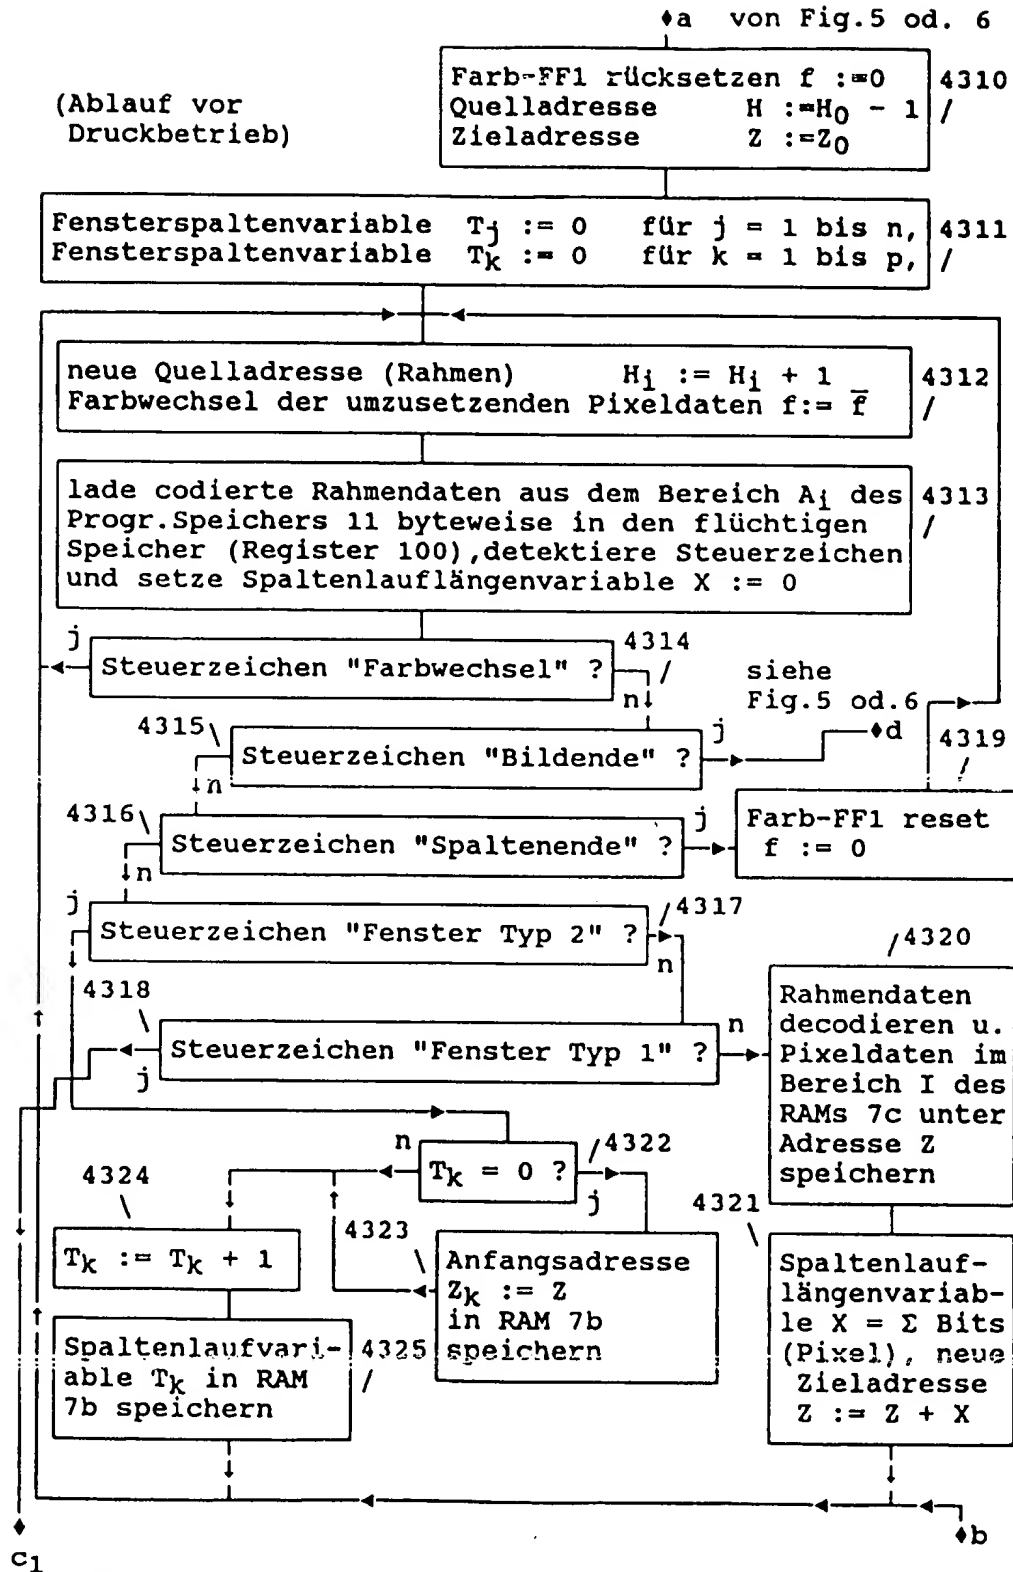 ♦a von Fig.5 od. 6
(Ablauf vor
Druckbetrieb)
Farb-FF1 rücksetzen f :=0
Quelladresse H :=H0 - 1
Zieladresse Z :=Z0
4310
/
Fensterspaltenvariable Tj := 0 für j = 1 bis n,
Fensterspaltenvariable Tk := 0 für k = 1 bis p,
4311
/
neue Quelladresse (Rahmen) Hi := Hi + 1
Farbwechsel der umzusetzenden Pixeldaten f:= f̅
4312
/
lade codierte Rahmendaten aus dem Bereich Ai des
Progr.Speichers 11 byteweise in den flüchtigen
Speicher (Register 100),detektiere Steuerzeichen
und setze Spaltenlauflängenvariable X := 0
4313
/
j
Steuerzeichen "Farbwechsel" ?
4314
/
n
siehe
Fig.5 od.6
♦d
4315 \
Steuerzeichen "Bildende" ?
j
n
4319
/
4316 \
Steuerzeichen "Spaltenende" ?
j
n
Farb-FF1 reset
f := 0
j
Steuerzeichen "Fenster Typ 2" ?
/4317
n
4318 \
Steuerzeichen "Fenster Typ 1" ?
n
j
/4320
Rahmendaten
decodieren u.
Pixeldaten im
Bereich I des
RAMs 7c unter
Adresse Z
speichern
n
Tk = 0 ?
/4322
j
4324
\
Tk := Tk + 1
4323
\
Anfangsadresse
Zk := Z
in RAM 7b
speichern
4321
\
Spaltenlauf-
längenvariab-
le X = Σ Bits
(Pixel), neue
Zieladresse
Z := Z + X
Spaltenlaufvari-
able Tk in RAM
7b speichern
4325
/
♦
c1
♦b